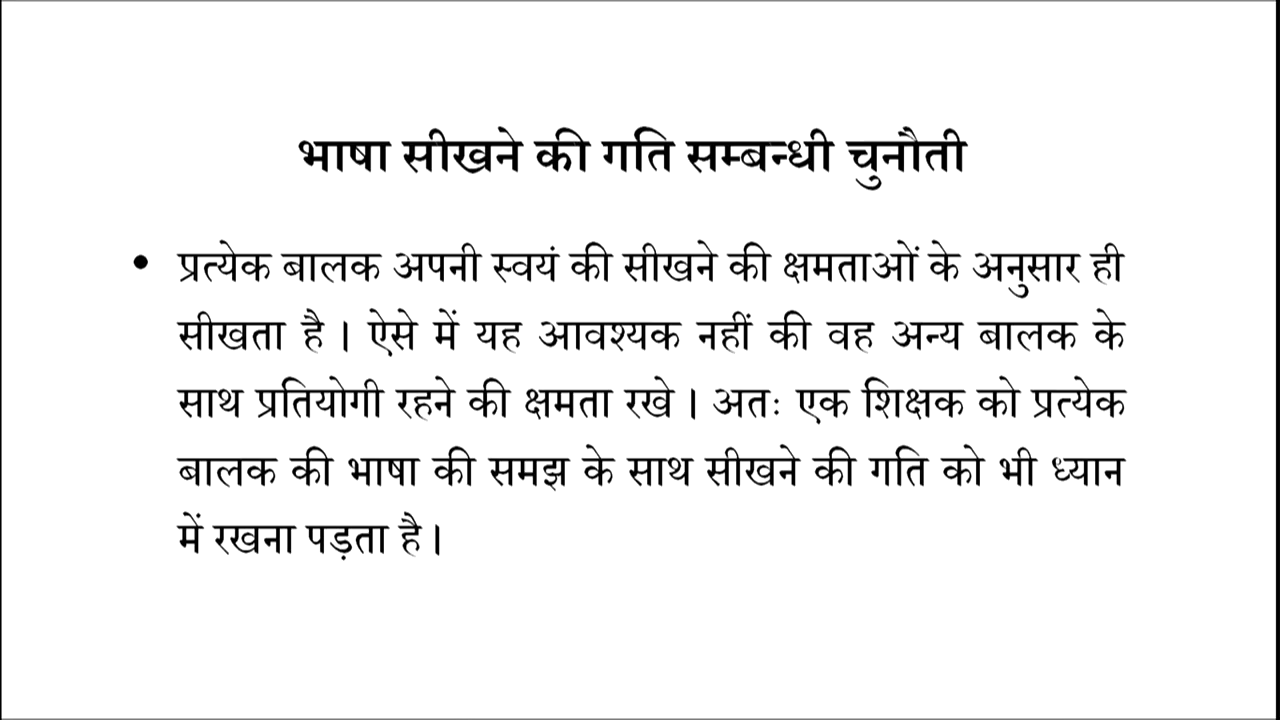 भाषा सीखने की गति सम्बन्धी चुनौती
• प्रत्येक बालक अपनी स्वयं की सीखने की क्षमताओं के अनुसार ही
सीखता है । ऐसे में यह आवश्यक नहीं की वह अन्य बालक के
साथ प्रतियोगी रहने की क्षमता रखे । अतः एक शिक्षक को प्रत्येक
बालक की भाषा की समझ के साथ सीखने की गति को भी ध्यान
में रखना पड़ता है ।